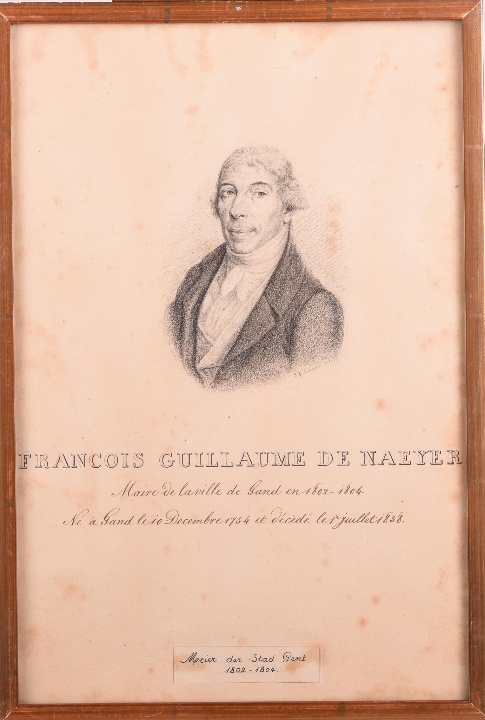 FRANCOIS GUILLAUME DE NAEYER
Maire de la ville de Gand en 1802-1804.
Né à Gand le 10 Decembre 1754 et décédé le 1r juillet 1838.
Meier der Stad Gent
1802 - 1804.